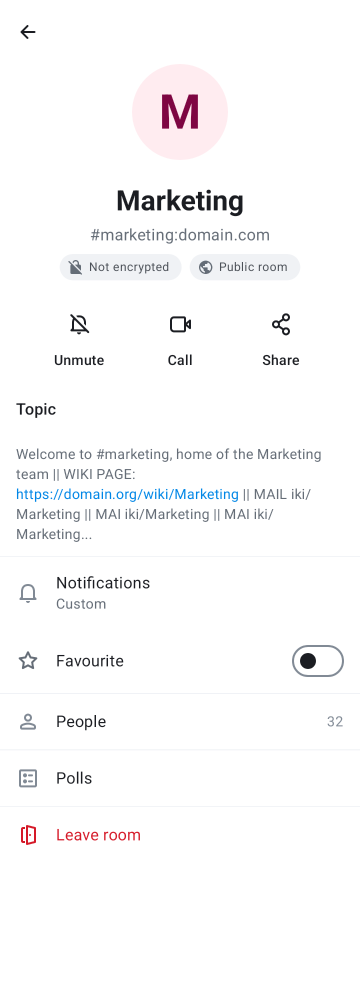 M
Marketing
#marketing:domain.com
Not encrypted
Public room
Unmute
Call
Share
Topic
Welcome to #marketing, home of the Marketing
team || WIKI PAGE:
https://domain.org/wiki/Marketing || MAIL iki/
Marketing || MAI iki/Marketing || MAI iki/
Marketing...
Notifications
Custom
Favourite
People 32
Polls
Leave room